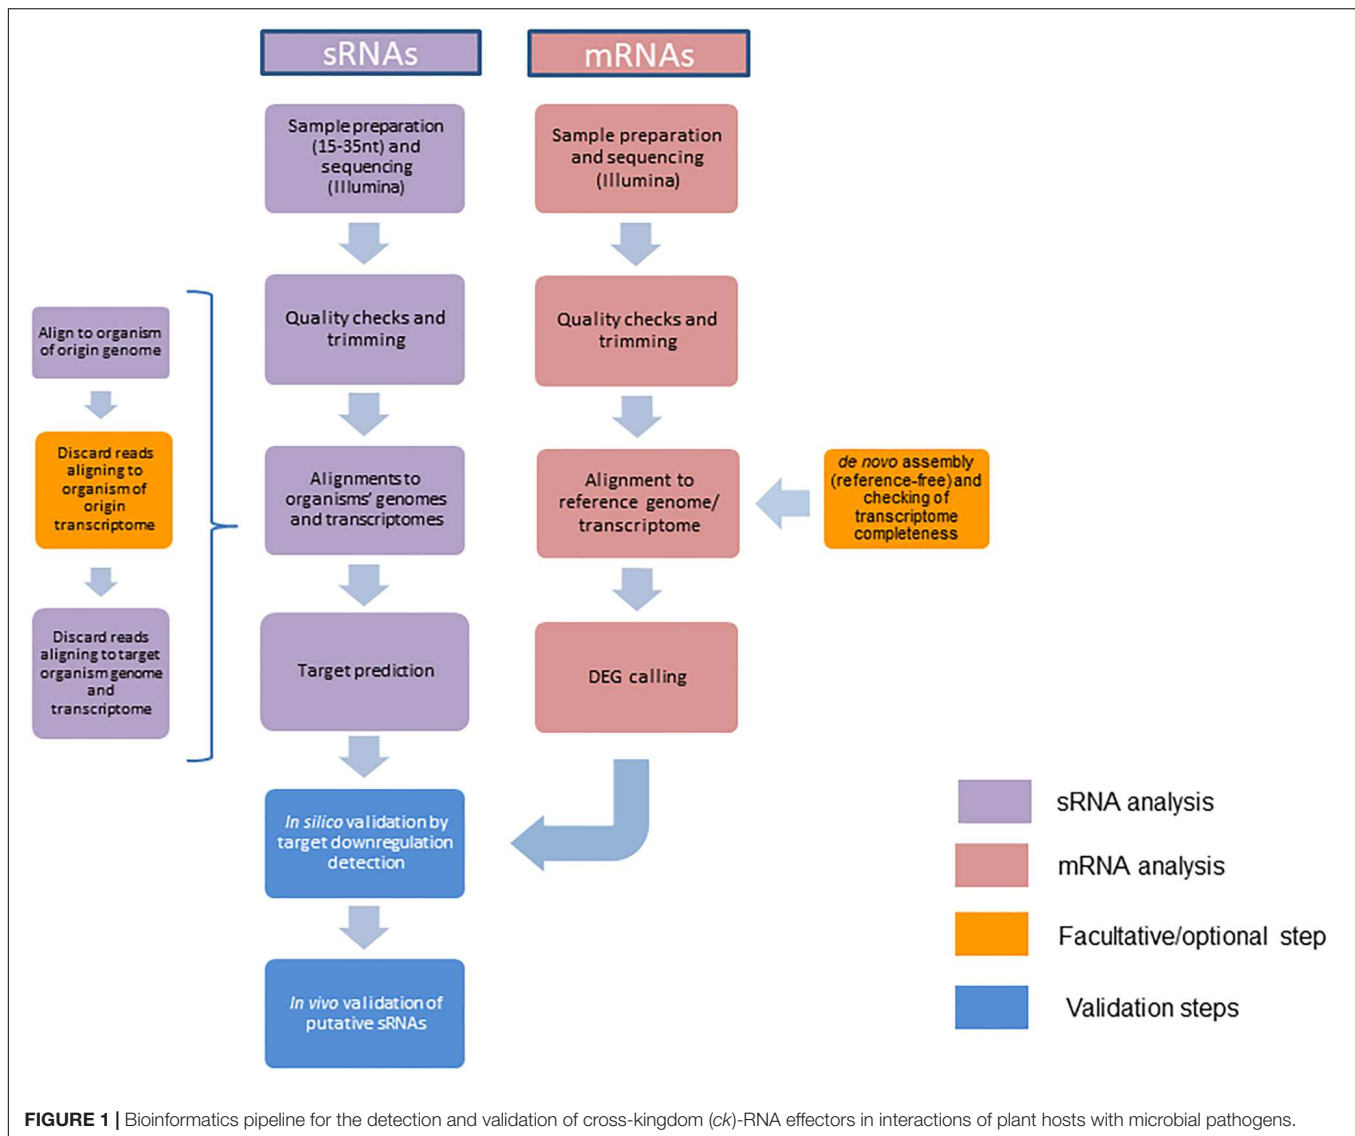 sRNAs
mRNAs
Sample preparation
(15-35nt) and
sequencing
(Illumina)
Sample preparation
and sequencing
(Illumina)
Quality checks and
trimming
Quality checks and
trimming
Align to organism
of origin genome
Discard reads
aligning to
organism of
origin
transcriptome
Discard reads
aligning to target
organism genome
and
transcriptome
Alignments to
organisms' genomes
and transcriptomes
Alignment to
reference genome/
transcriptome
de novo assembly
(reference-free) and
checking of
transcriptome
completeness
Target prediction
DEG calling
In silico validation by
target downregulation
detection
In vivo validation of
putative sRNAs
sRNA analysis
mRNA analysis
Facultative/optional step
Validation steps
FIGURE 1 | Bioinformatics pipeline for the detection and validation of cross-kingdom (ck)-RNA effectors in interactions of plant hosts with microbial pathogens.